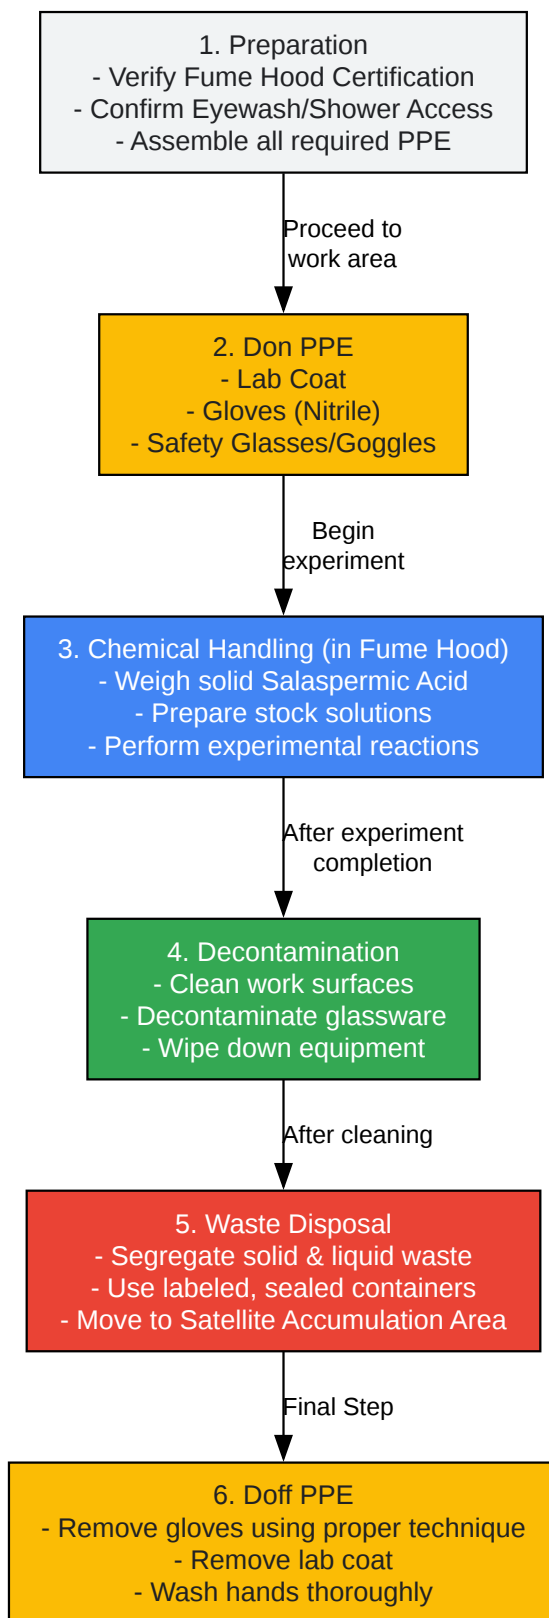 1. Preparation
- Verify Fume Hood Certification
- Confirm Eyewash/Shower Access
- Assemble all required PPE
Proceed to
work area
2. Don PPE
- Lab Coat
- Gloves (Nitrile)
- Safety Glasses/Goggles
Begin
experiment
3. Chemical Handling (in Fume Hood)
- Weigh solid Salaspermic Acid
- Prepare stock solutions
- Perform experimental reactions
After experiment
completion
4. Decontamination
- Clean work surfaces
- Decontaminate glassware
- Wipe down equipment
After cleaning
5. Waste Disposal
- Segregate solid & liquid waste
- Use labeled, sealed containers
- Move to Satellite Accumulation Area
Final Step
6. Doff PPE
- Remove gloves using proper technique
- Remove lab coat
- Wash hands thoroughly